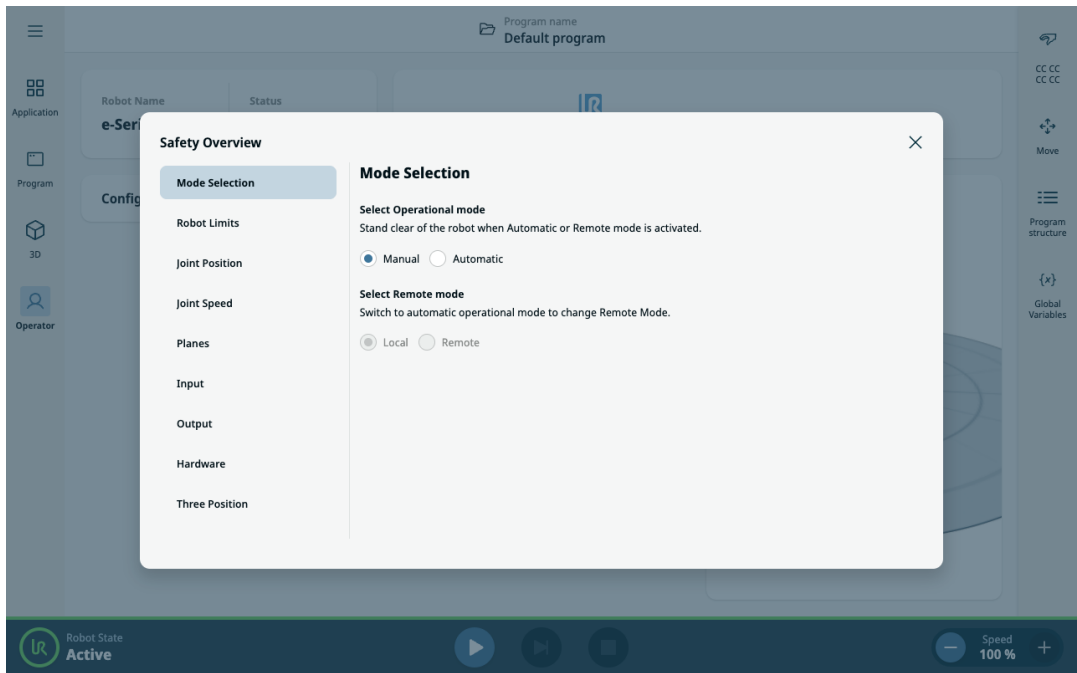 Program name
Default program
Application
Program
3D
Operator
Robot Name
Status
e-Seri
Config
Safety Overview
Mode Selection
Robot Limits
Joint Position
Joint Speed
Planes
Input
Output
Hardware
Three Position
Mode Selection
Select Operational mode
Stand clear of the robot when Automatic or Remote mode is activated.
Manual Automatic
Select Remote mode
Switch to automatic operational mode to change Remote Mode.
Local Remote
CC CC
CC CC
Move
Program
structure
{x}
Global
Variables
Robot State
Active
Speed
100 %